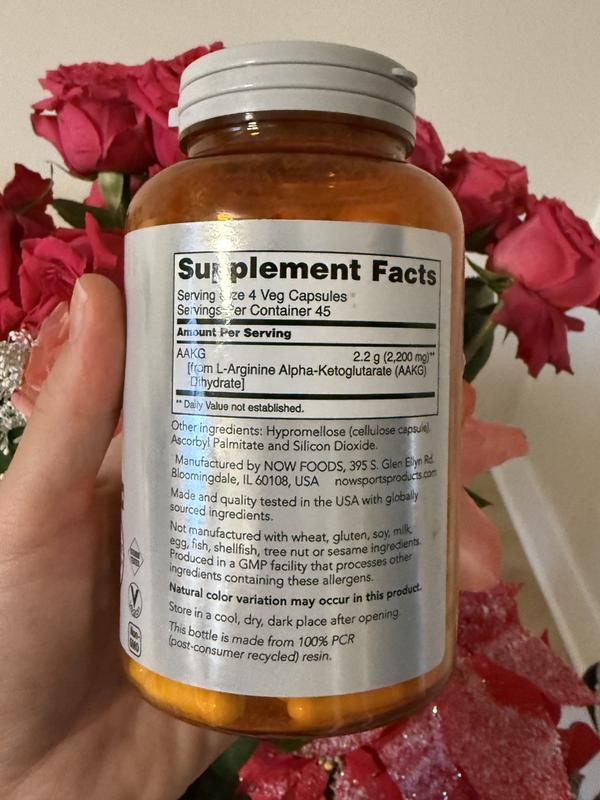 Supplement Facts
Serving Size 4 Veg Capsules
Servings Per Container 45
Amount Per Serving
AAKG 2.2 g (2,200 mg)**
[from L-Arginine Alpha-Ketoglutarate (AAKG)
Dihydrate]
** Daily Value not established.
Other ingredients: Hypromellose (cellulose capsule),
Ascorbyl Palmitate and Silicon Dioxide.
Manufactured by NOW FOODS, 395 S. Glen Ellyn Rd.
Bloomingdale, IL 60108, USA nowsportsproducts.com
Made and quality tested in the USA with globally
sourced ingredients.
Not manufactured with wheat, gluten, soy, milk,
egg, fish, shellfish, tree nut or sesame ingredients.
Produced in a GMP facility that processes other
ingredients containing these allergens.
Natural color variation may occur in this product.
Store in a cool, dry, dark place after opening.
This bottle is made from 100% PCR
(post-consumer recycled) resin.
NON-
GMO